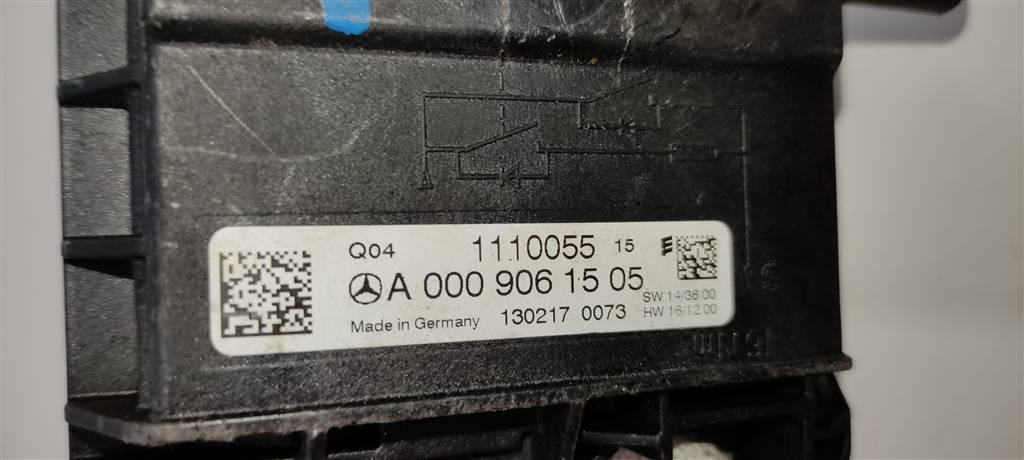 Q04 1110055 15
A 000 906 15 05
SW 14/36.00
Made in Germany 130217 0073 HW 16/12.00